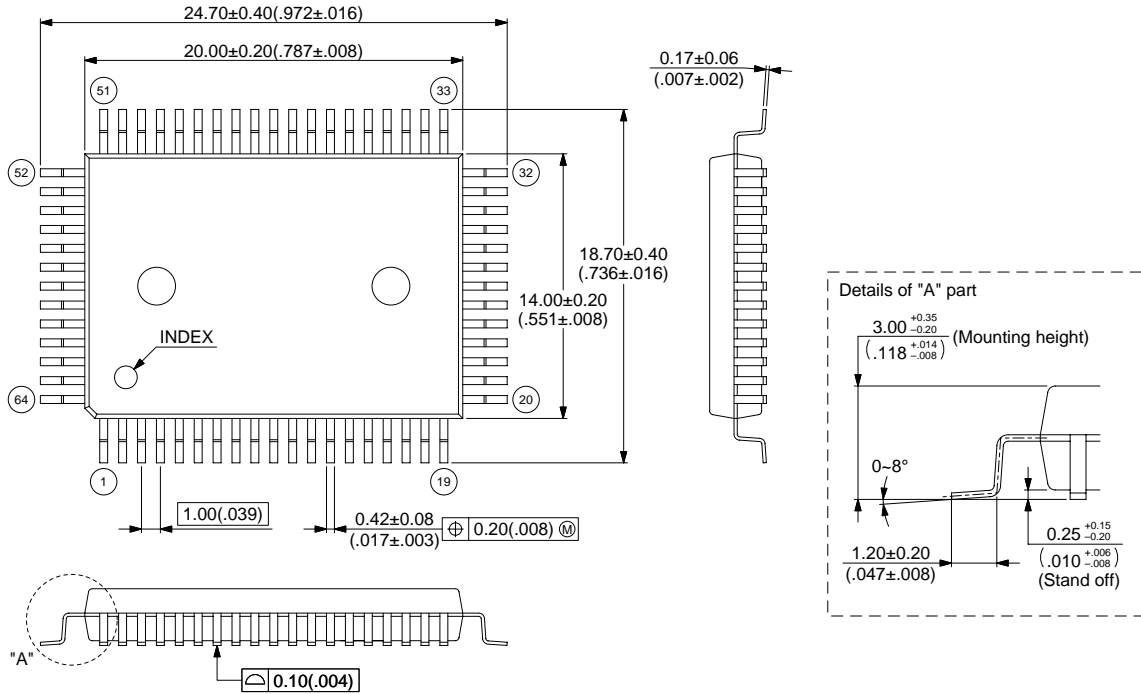 24.70±0.40(.972±.016)
20.00±0.20(.787±.008)
0.17±0.06
(.007±.002)
51
33
52
32
18.70±0.40
(.736±.016)
14.00±0.20
(.551±.008)
INDEX
64
20
1
19
1.00(.039)
0.42±0.08
(.017±.003)
⌖ 0.20(.008) Ⓜ
"A"
⌓ 0.10(.004)
Details of "A" part
3.00 +0.35 –0.20 (Mounting height)
(.118 +.014 –.008)
0~8°
1.20±0.20
(.047±.008)
0.25 +0.15 –0.20
(.010 +.006 –.008)
(Stand off)